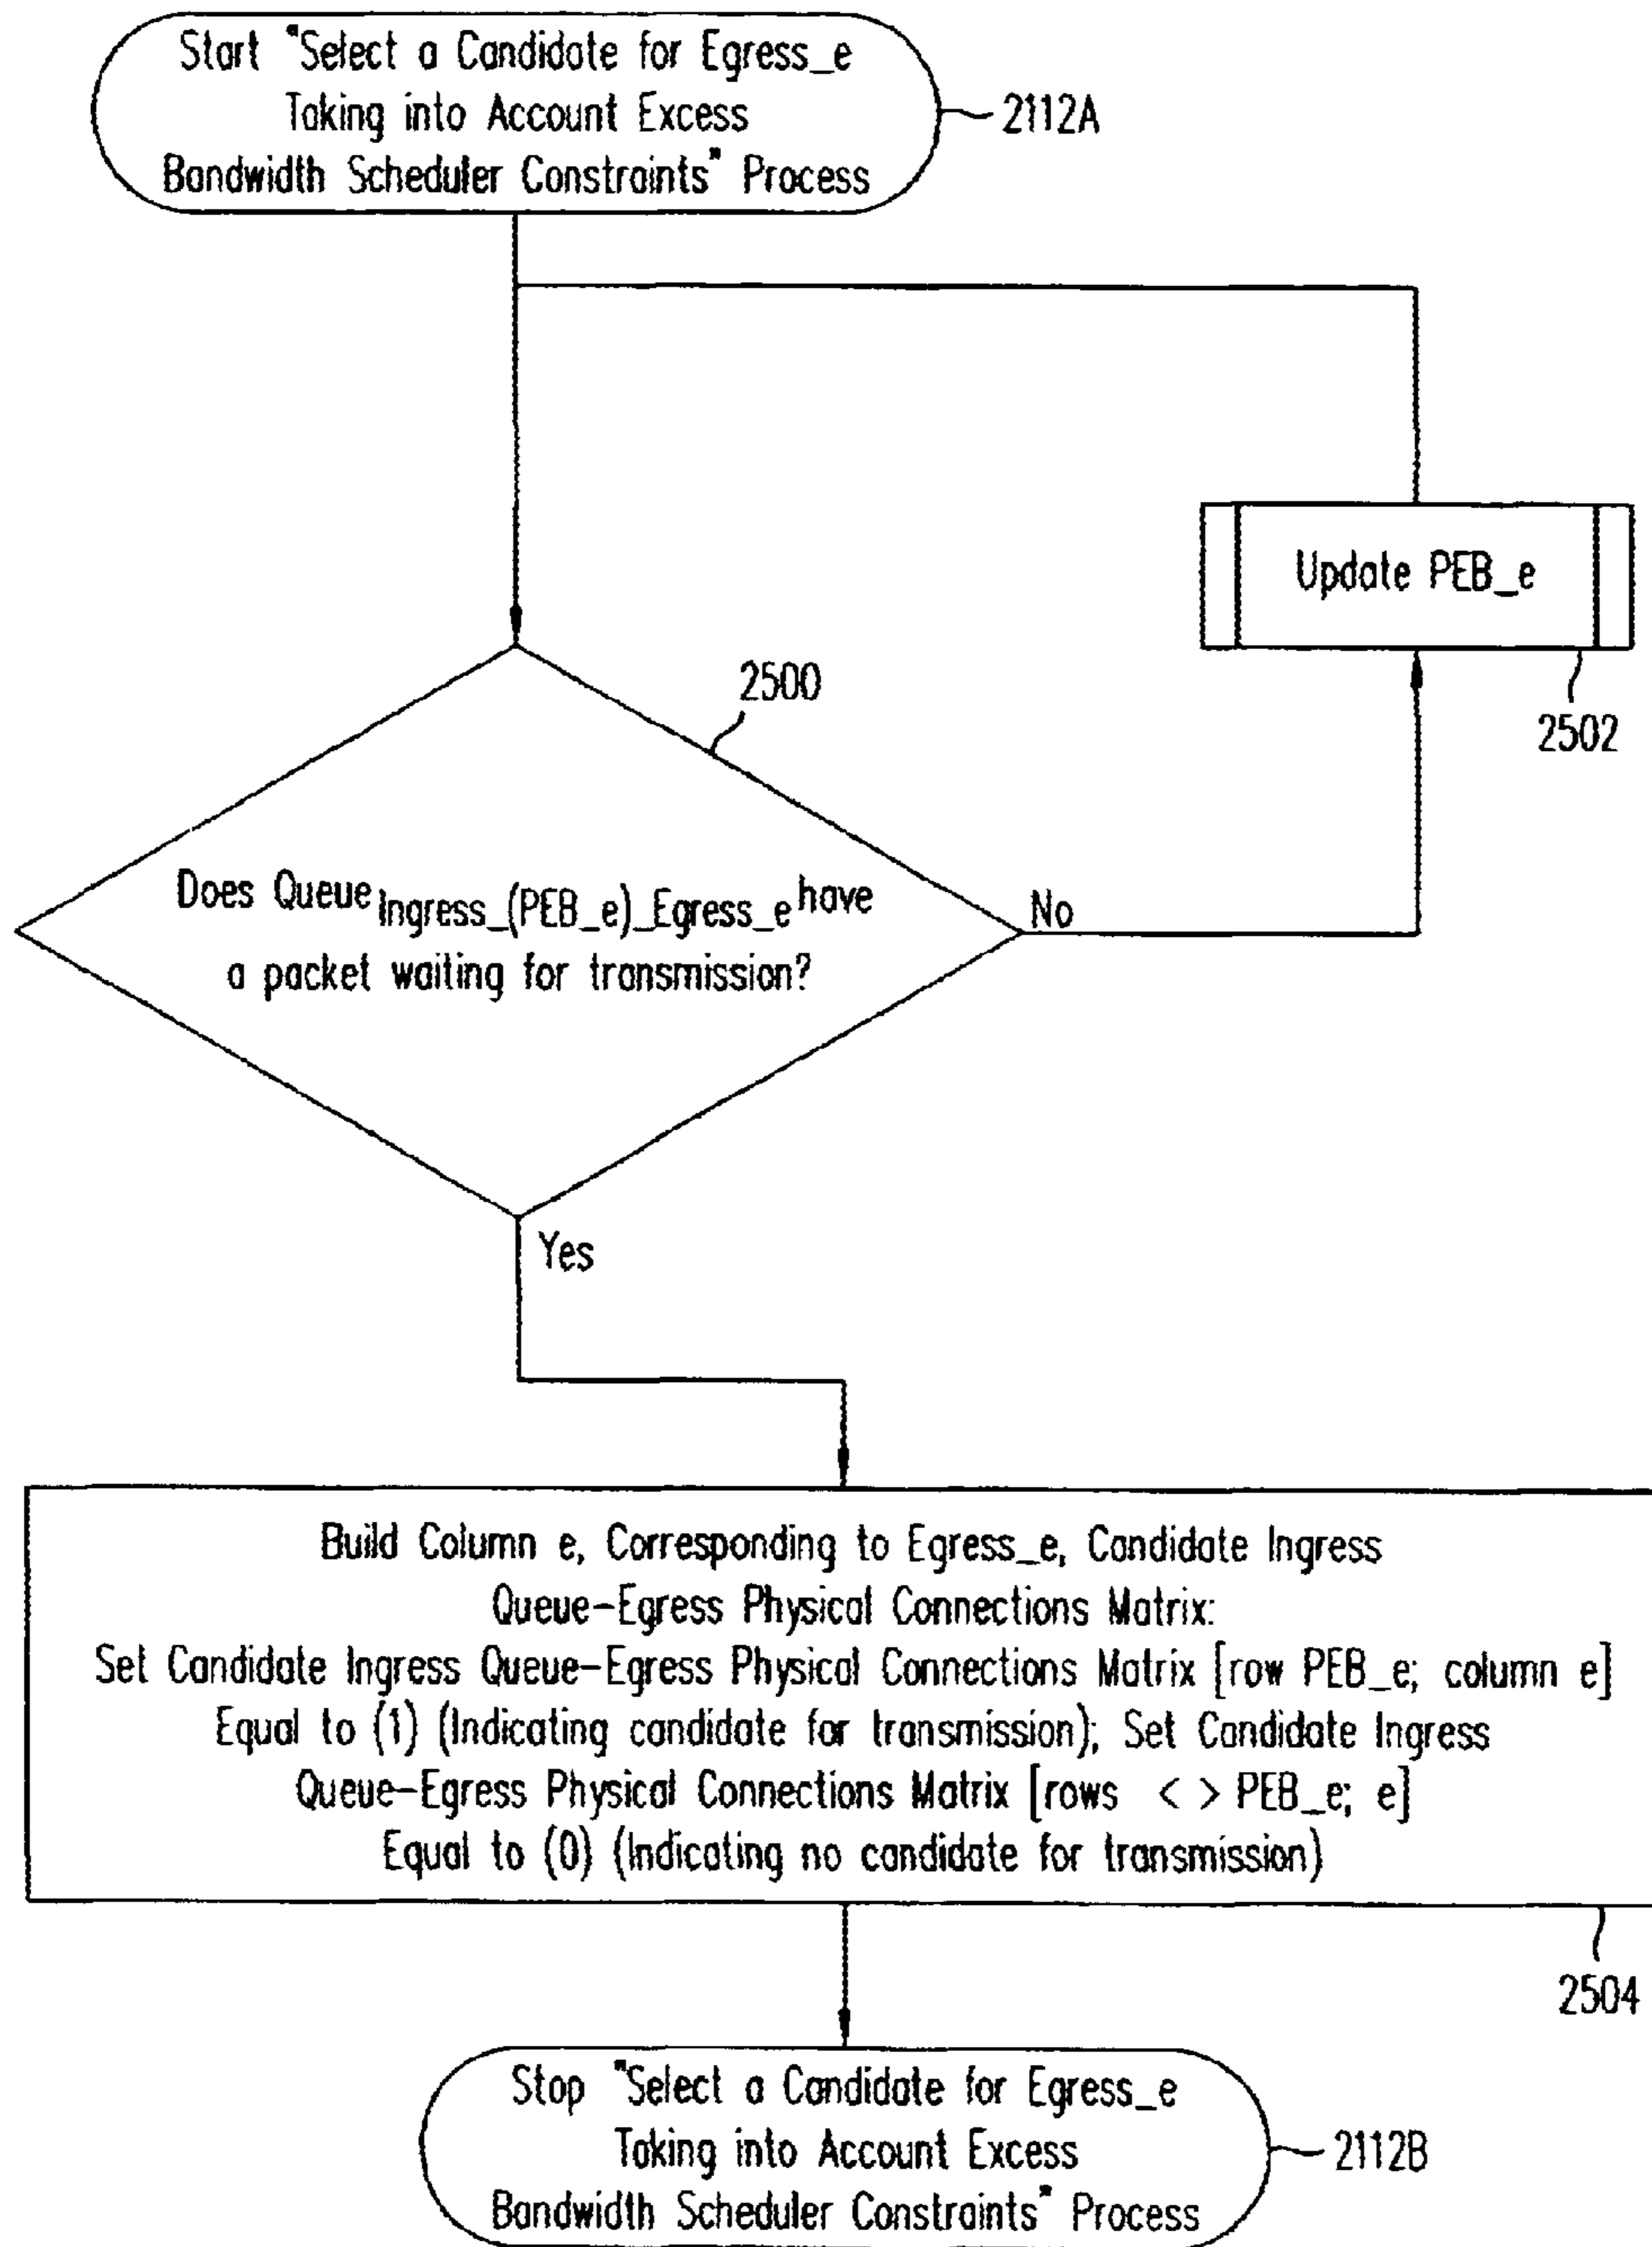 Start "Select a Candidate for Egress_e
Taking into Account Excess
Bandwidth Scheduler Constraints" Process
2112A
Update PEB_e
2502
2500
Does Queue Ingress_(PEB_e)_Egress_e have
a packet waiting for transmission?
No
Yes
Build Column e, Corresponding to Egress_e, Candidate Ingress
Queue-Egress Physical Connections Matrix:
Set Candidate Ingress Queue-Egress Physical Connections Matrix [row PEB_e; column e]
Equal to (1) (Indicating candidate for transmission); Set Candidate Ingress
Queue-Egress Physical Connections Matrix [rows < > PEB_e; e]
Equal to (0) (Indicating no candidate for transmission)
2504
Stop "Select a Candidate for Egress_e
Taking into Account Excess
Bandwidth Scheduler Constraints" Process
2112B